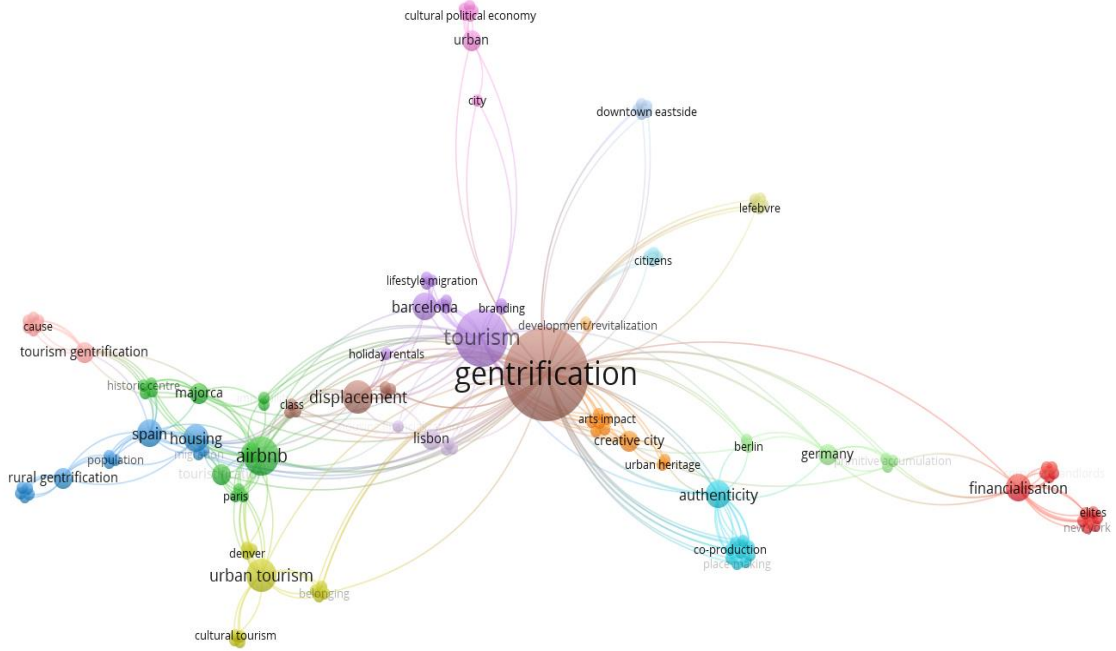 cultural political economy
urban
city
downtown eastside
lefebvre
citizens
lifestyle migration
barcelona
branding
development/revitalization
cause
tourism
tourism gentrification
holiday rentals
gentrification
historic centre
majorca
displacement
class
arts impact
spain
housing
lisbon
creative city
berlin
airbnb
germany
population
migration
urban heritage
primitive accumulation
rural gentrification
paris
authenticity
financialisation
landlords
elites
new york
denver
co-production
place making
urban tourism
belonging
cultural tourism